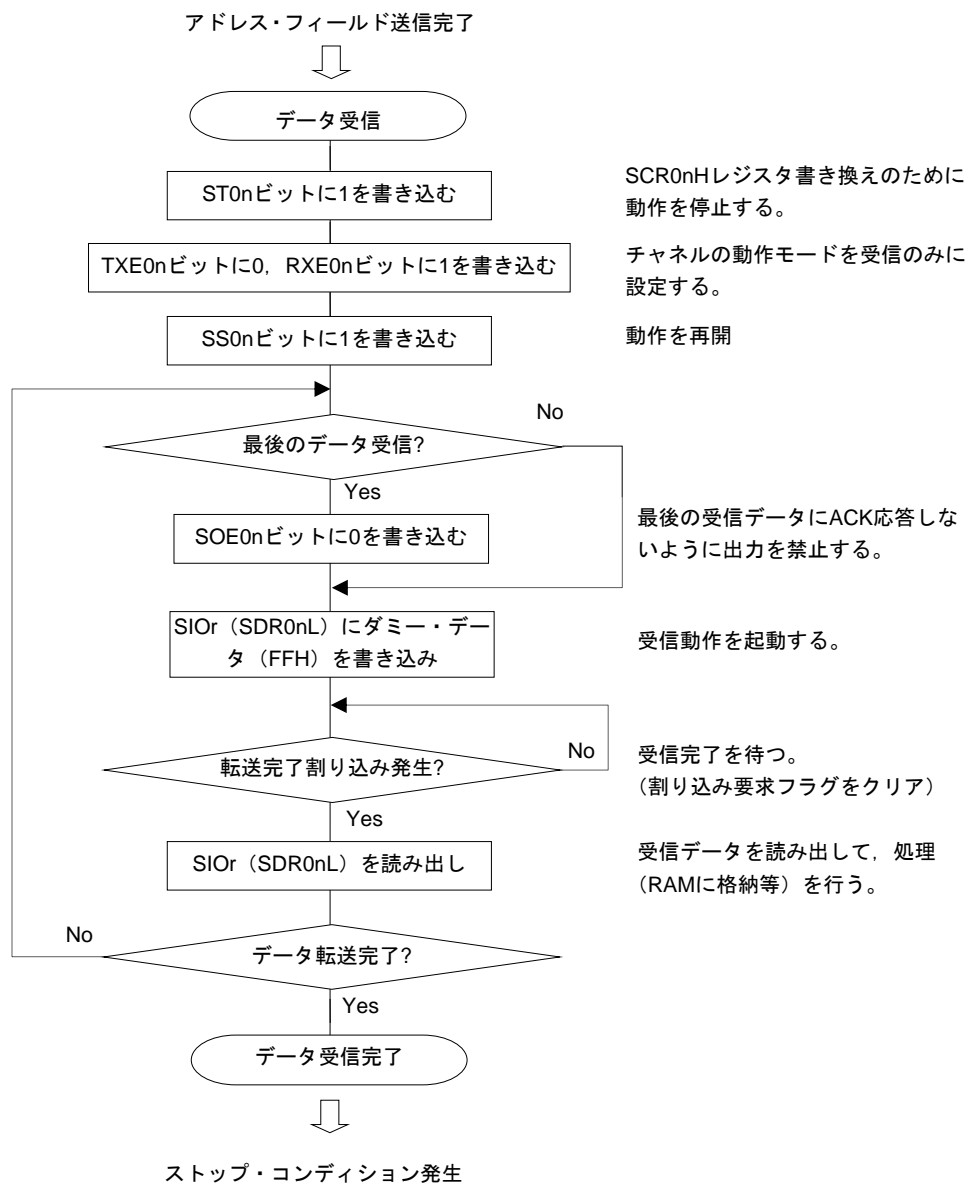 アドレス・フィールド送信完了
データ受信
ST0nビットに1を書き込む
SCR0nHレジスタ書き換えのために
動作を停止する。
TXE0nビットに0，RXE0nビットに1を書き込む
チャネルの動作モードを受信のみに
設定する。
SS0nビットに1を書き込む
動作を再開
No
最後のデータ受信?
Yes
SOE0nビットに0を書き込む
最後の受信データにACK応答しな
いように出力を禁止する。
SIOr（SDR0nL）にダミー・デー
タ（FFH）を書き込み
受信動作を起動する。
転送完了割り込み発生?
No
受信完了を待つ。
（割り込み要求フラグをクリア）
Yes
SIOr（SDR0nL）を読み出し
受信データを読み出して，処理
（RAMに格納等）を行う。
No
データ転送完了?
Yes
データ受信完了
ストップ・コンディション発生